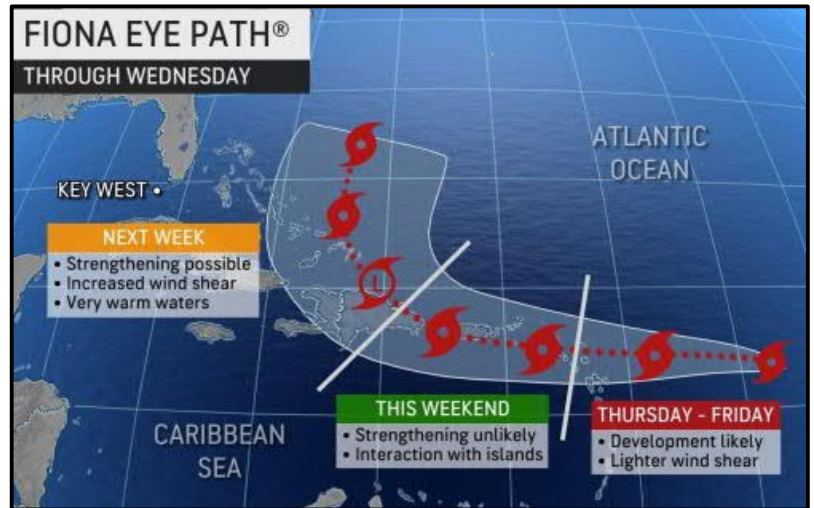 FIONA EYE PATH®
THROUGH WEDNESDAY
ATLANTIC
OCEAN
KEY WEST
NEXT WEEK
• Strengthening possible
• Increased wind shear
• Very warm waters
L
THIS WEEKEND
• Strengthening unlikely
• Interaction with islands
THURSDAY - FRIDAY
• Development likely
• Lighter wind shear
CARIBBEAN
SEA